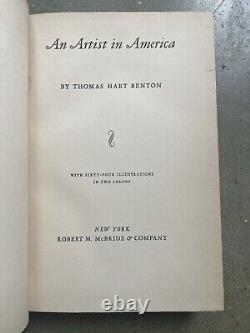 An Artist in America
BY THOMAS HART BENTON
WITH SIXTY-FOUR ILLUSTRATIONS
IN TWO COLORS
NEW YORK
ROBERT M. McBRIDE & COMPANY